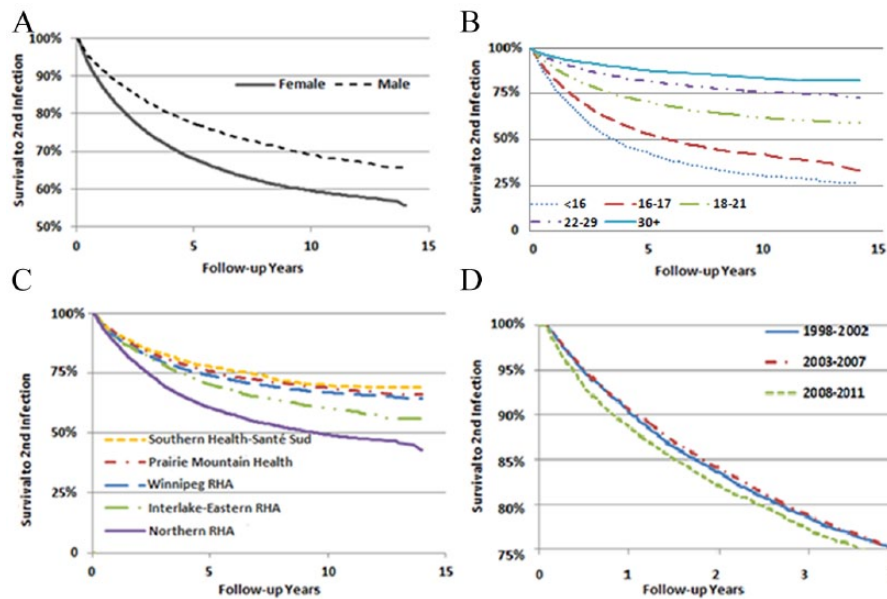 A
100%
90%
80%
70%
60%
50%
Survival to 2nd Infection
Female
Male
0
5
10
15
Follow-up Years
B
100%
75%
50%
25%
0
Survival to 2nd Infection
<16
16-17
18-21
22-29
30+
0
5
10
15
Follow-up Years
C
100%
75%
50%
25%
0
Survival to 2nd Infection
Southern Health-Santé Sud
Prairie Mountain Health
Winnipeg RHA
Interlake-Eastern RHA
Northern RHA
0
5
10
15
Follow-up Years
D
100%
95%
90%
85%
80%
75%
Survival to 2nd Infection
1998-2002
2003-2007
2008-2011
0
1
2
3
Follow-up Years